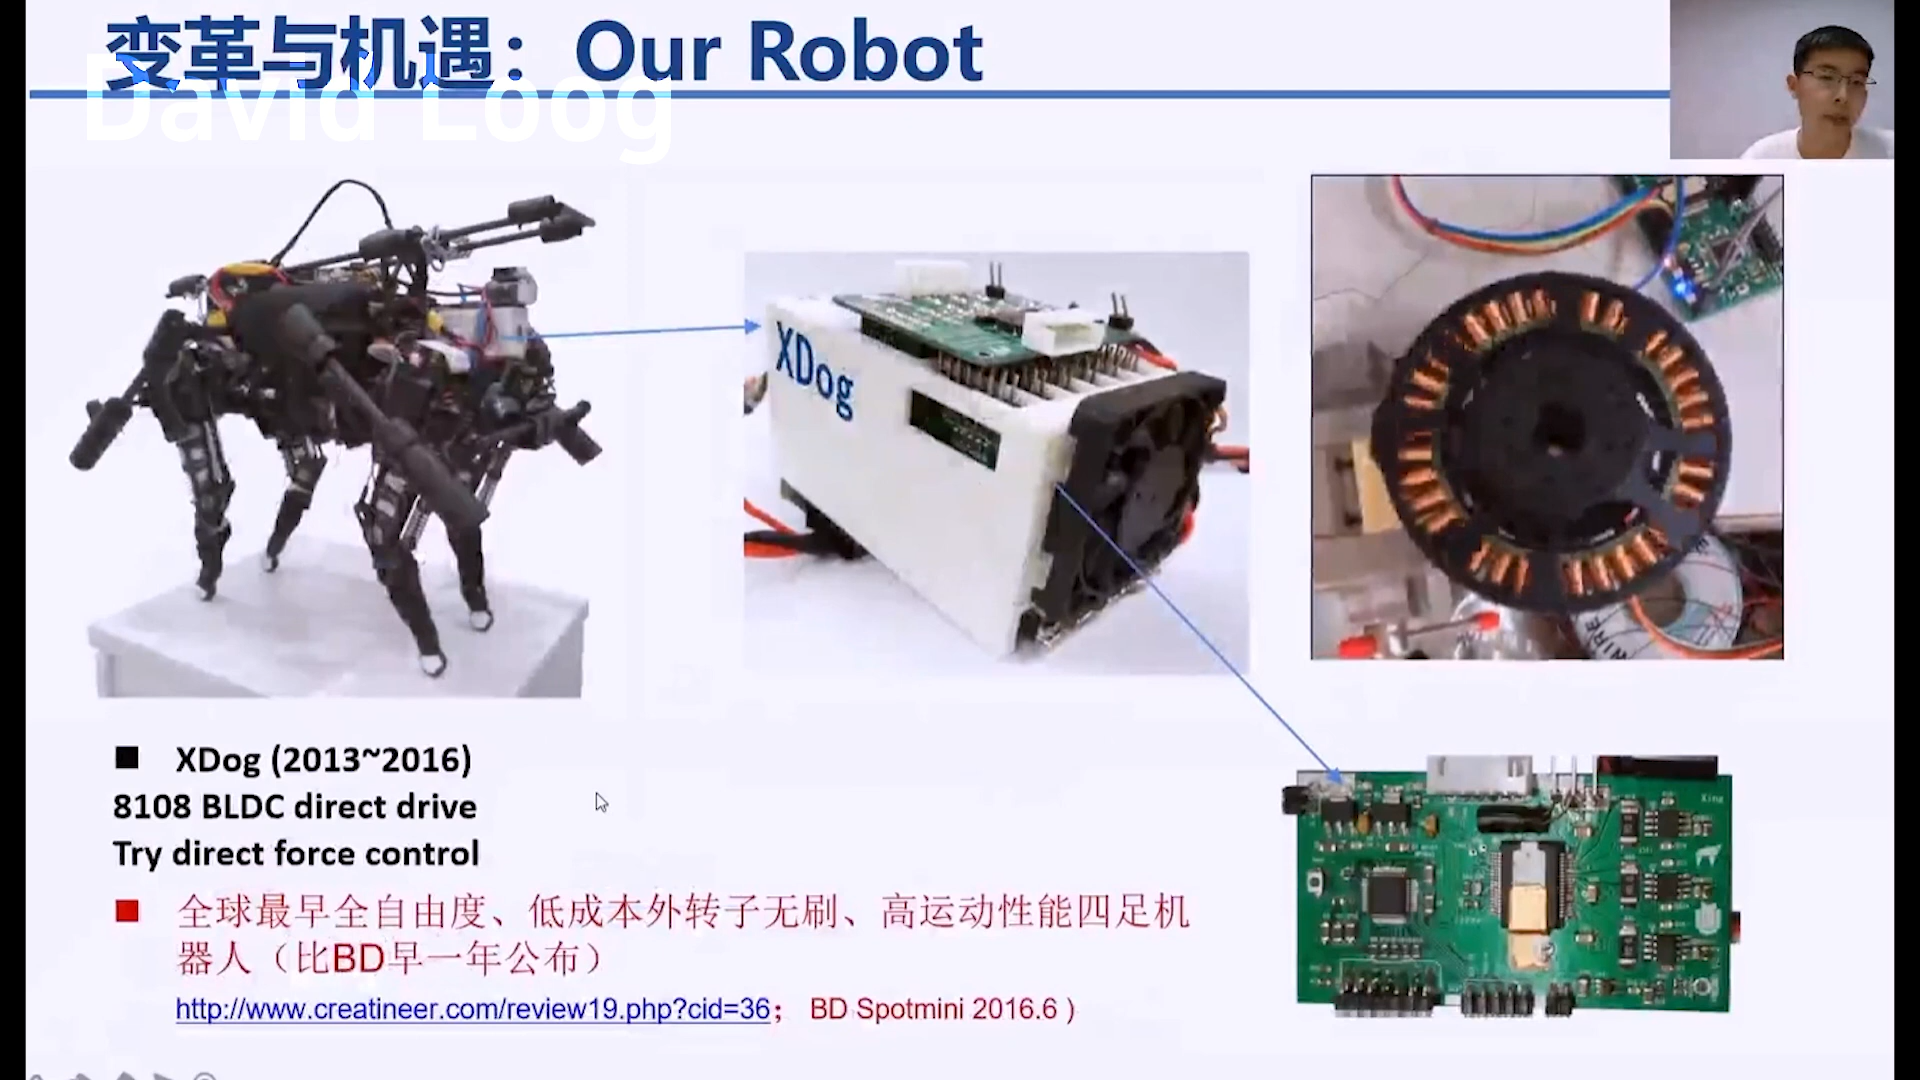 变革与机遇：Our Robot
David Loog
XDog
WIRE
■ XDog (2013~2016)
8108 BLDC direct drive
Try direct force control
■ 全球最早全自由度、低成本外转子无刷、高运动性能四足机
器人（比BD早一年公布）
http://www.creatineer.com/review19.php?cid=36； BD Spotmini 2016.6 )
Xing